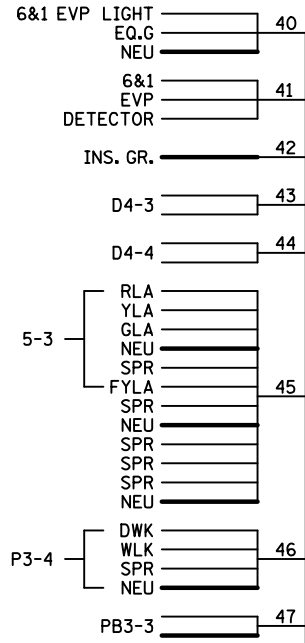 6&1 EVP LIGHT
EQ.G
NEU
40
6&1
EVP
DETECTOR
41
INS. GR.
42
D4-3
43
D4-4
44
5-3
RLA
YLA
GLA
NEU
SPR
FYLA
SPR
NEU
SPR
SPR
SPR
NEU
45
P3-4
DWK
WLK
SPR
NEU
46
PB3-3
47